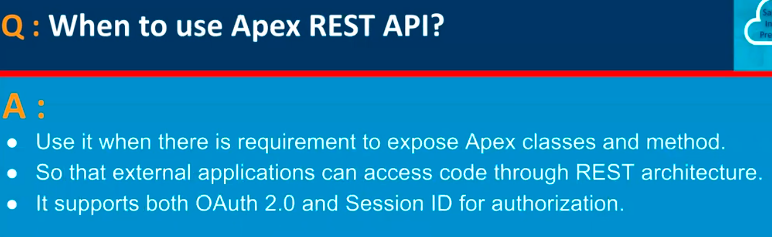 Q : When to use Apex REST API?
A :
● Use it when there is requirement to expose Apex classes and method.
● So that external applications can access code through REST architecture.
● It supports both OAuth 2.0 and Session ID for authorization.